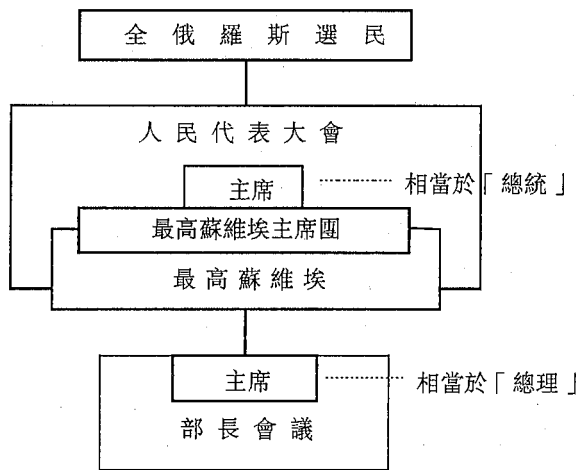 全俄羅斯選民
人民代表大會
主席 相當於「總統」
最高蘇維埃主席團
最高蘇維埃
主席 相當於「總理」
部長會議